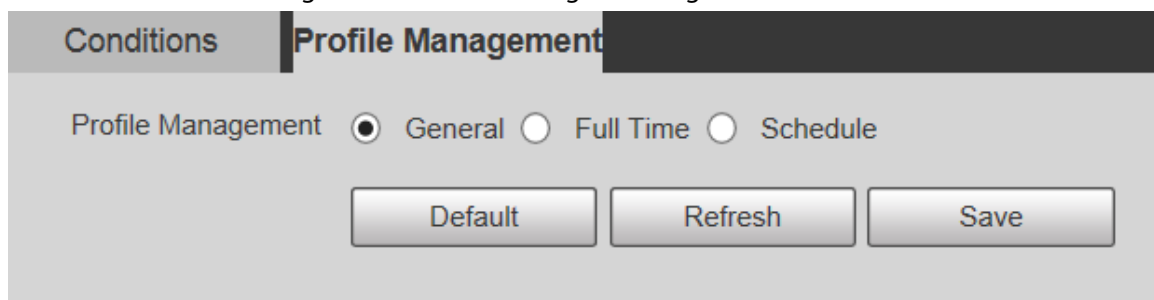 Conditions Profile Management
Profile Management General Full Time Schedule
Default Refresh Save